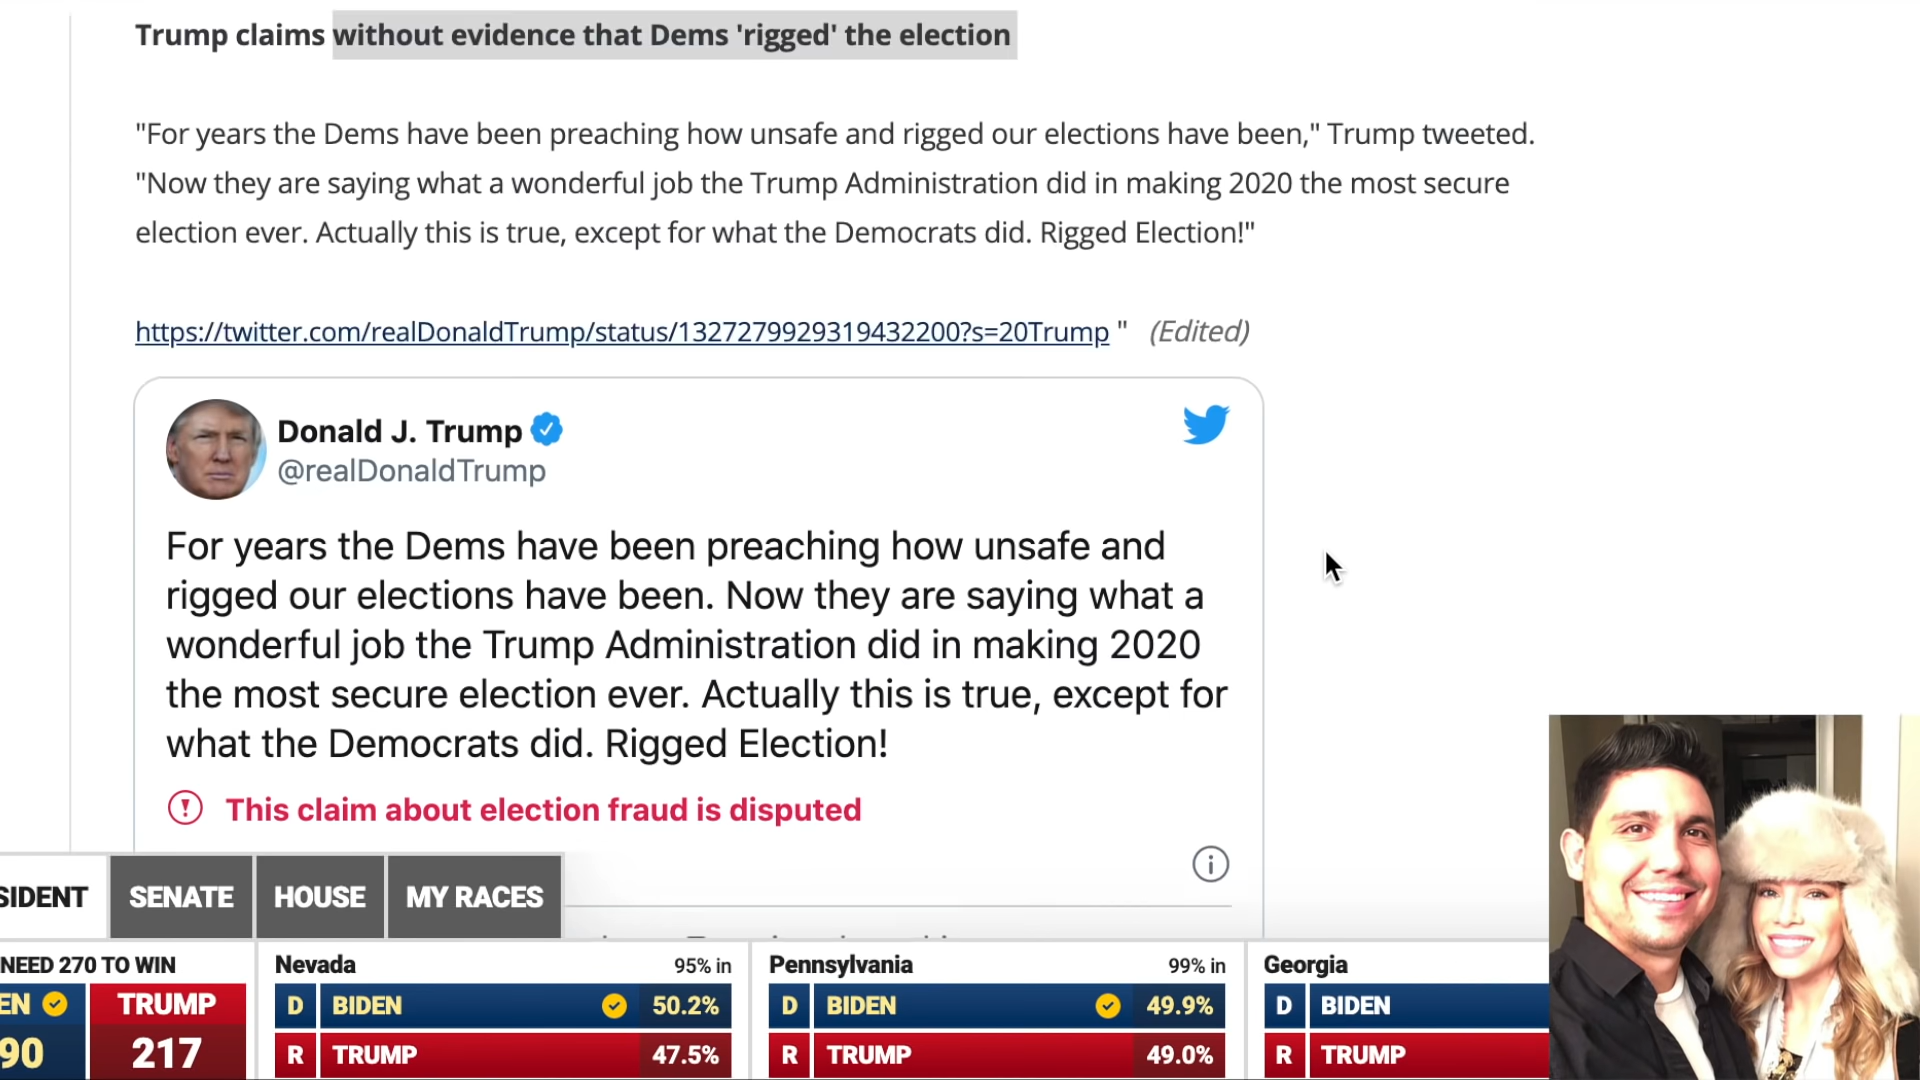 Trump claims without evidence that Dems 'rigged' the election
"For years the Dems have been preaching how unsafe and rigged our elections have been," Trump tweeted.
"Now they are saying what a wonderful job the Trump Administration did in making 2020 the most secure
election ever. Actually this is true, except for what the Democrats did. Rigged Election!"
https://twitter.com/realDonaldTrump/status/1327279929319432200?s=20Trump " (Edited)
Donald J. Trump
@realDonaldTrump
For years the Dems have been preaching how unsafe and
rigged our elections have been. Now they are saying what a
wonderful job the Trump Administration did in making 2020
the most secure election ever. Actually this is true, except for
what the Democrats did. Rigged Election!
This claim about election fraud is disputed
SIDENT SENATE HOUSE MY RACES
NEED 270 TO WIN
EN TRUMP
90 217
Nevada 95% in
D BIDEN 50.2%
R TRUMP 47.5%
Pennsylvania 99% in
D BIDEN 49.9%
R TRUMP 49.0%
Georgia
D BIDEN
R TRUMP